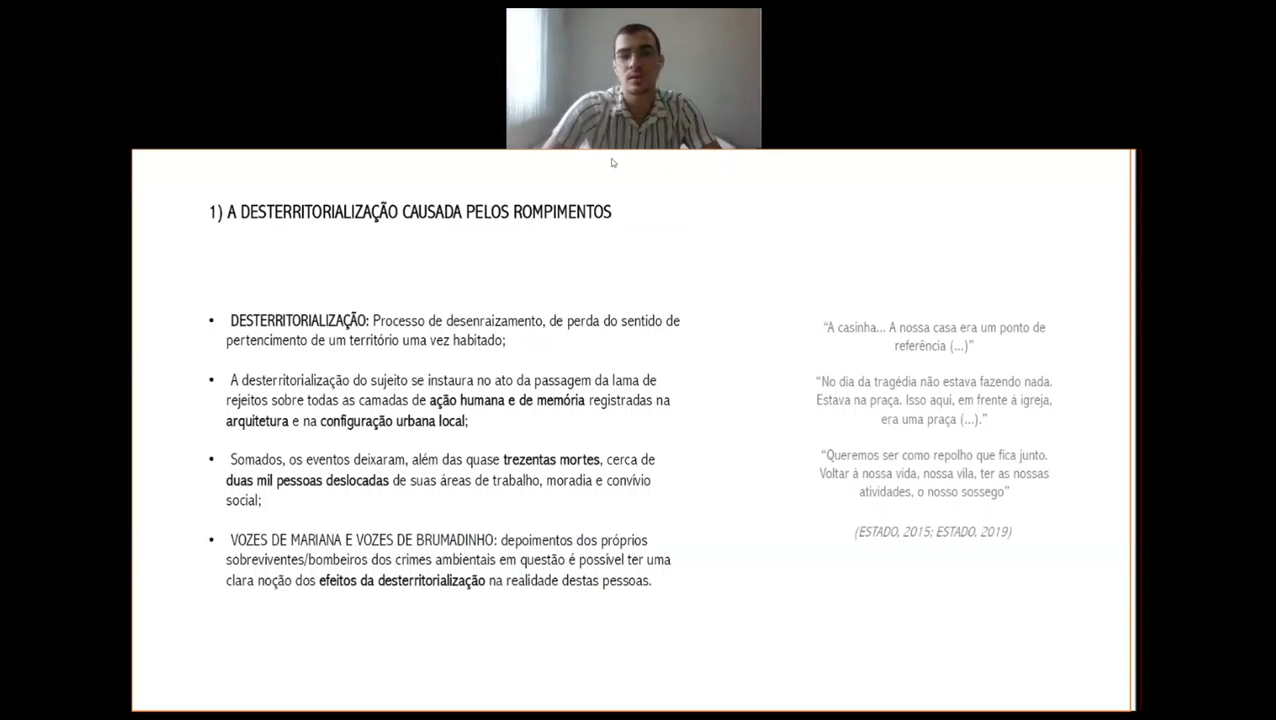 1) A DESTERRITORIALIZAÇÃO CAUSADA PELOS ROMPIMENTOS
• DESTERRITORIALIZAÇÃO: Processo de desenraizamento, de perda do sentido de
pertencimento de um território uma vez habitado;
• A desterritorialização do sujeito se instaura no ato da passagem da lama de
rejeitos sobre todas as camadas de ação humana e de memória registradas na
arquitetura e na configuração urbana local;
• Somados, os eventos deixaram, além das quase trezentas mortes, cerca de
duas mil pessoas deslocadas de suas áreas de trabalho, moradia e convívio
social;
• VOZES DE MARIANA E VOZES DE BRUMADINHO: depoimentos dos próprios
sobreviventes/bombeiros dos crimes ambientais em questão é possível ter uma
clara noção dos efeitos da desterritorialização na realidade destas pessoas.
“A casinha... A nossa casa era um ponto de
referência (...)”
“No dia da tragédia não estava fazendo nada.
Estava na praça. Isso aqui, em frente à igreja,
era uma praça (...).”
“Queremos ser como repolho que fica junto.
Voltar à nossa vida, nossa vila, ter as nossas
atividades, o nosso sossego”
(ESTADO, 2015; ESTADO, 2019)